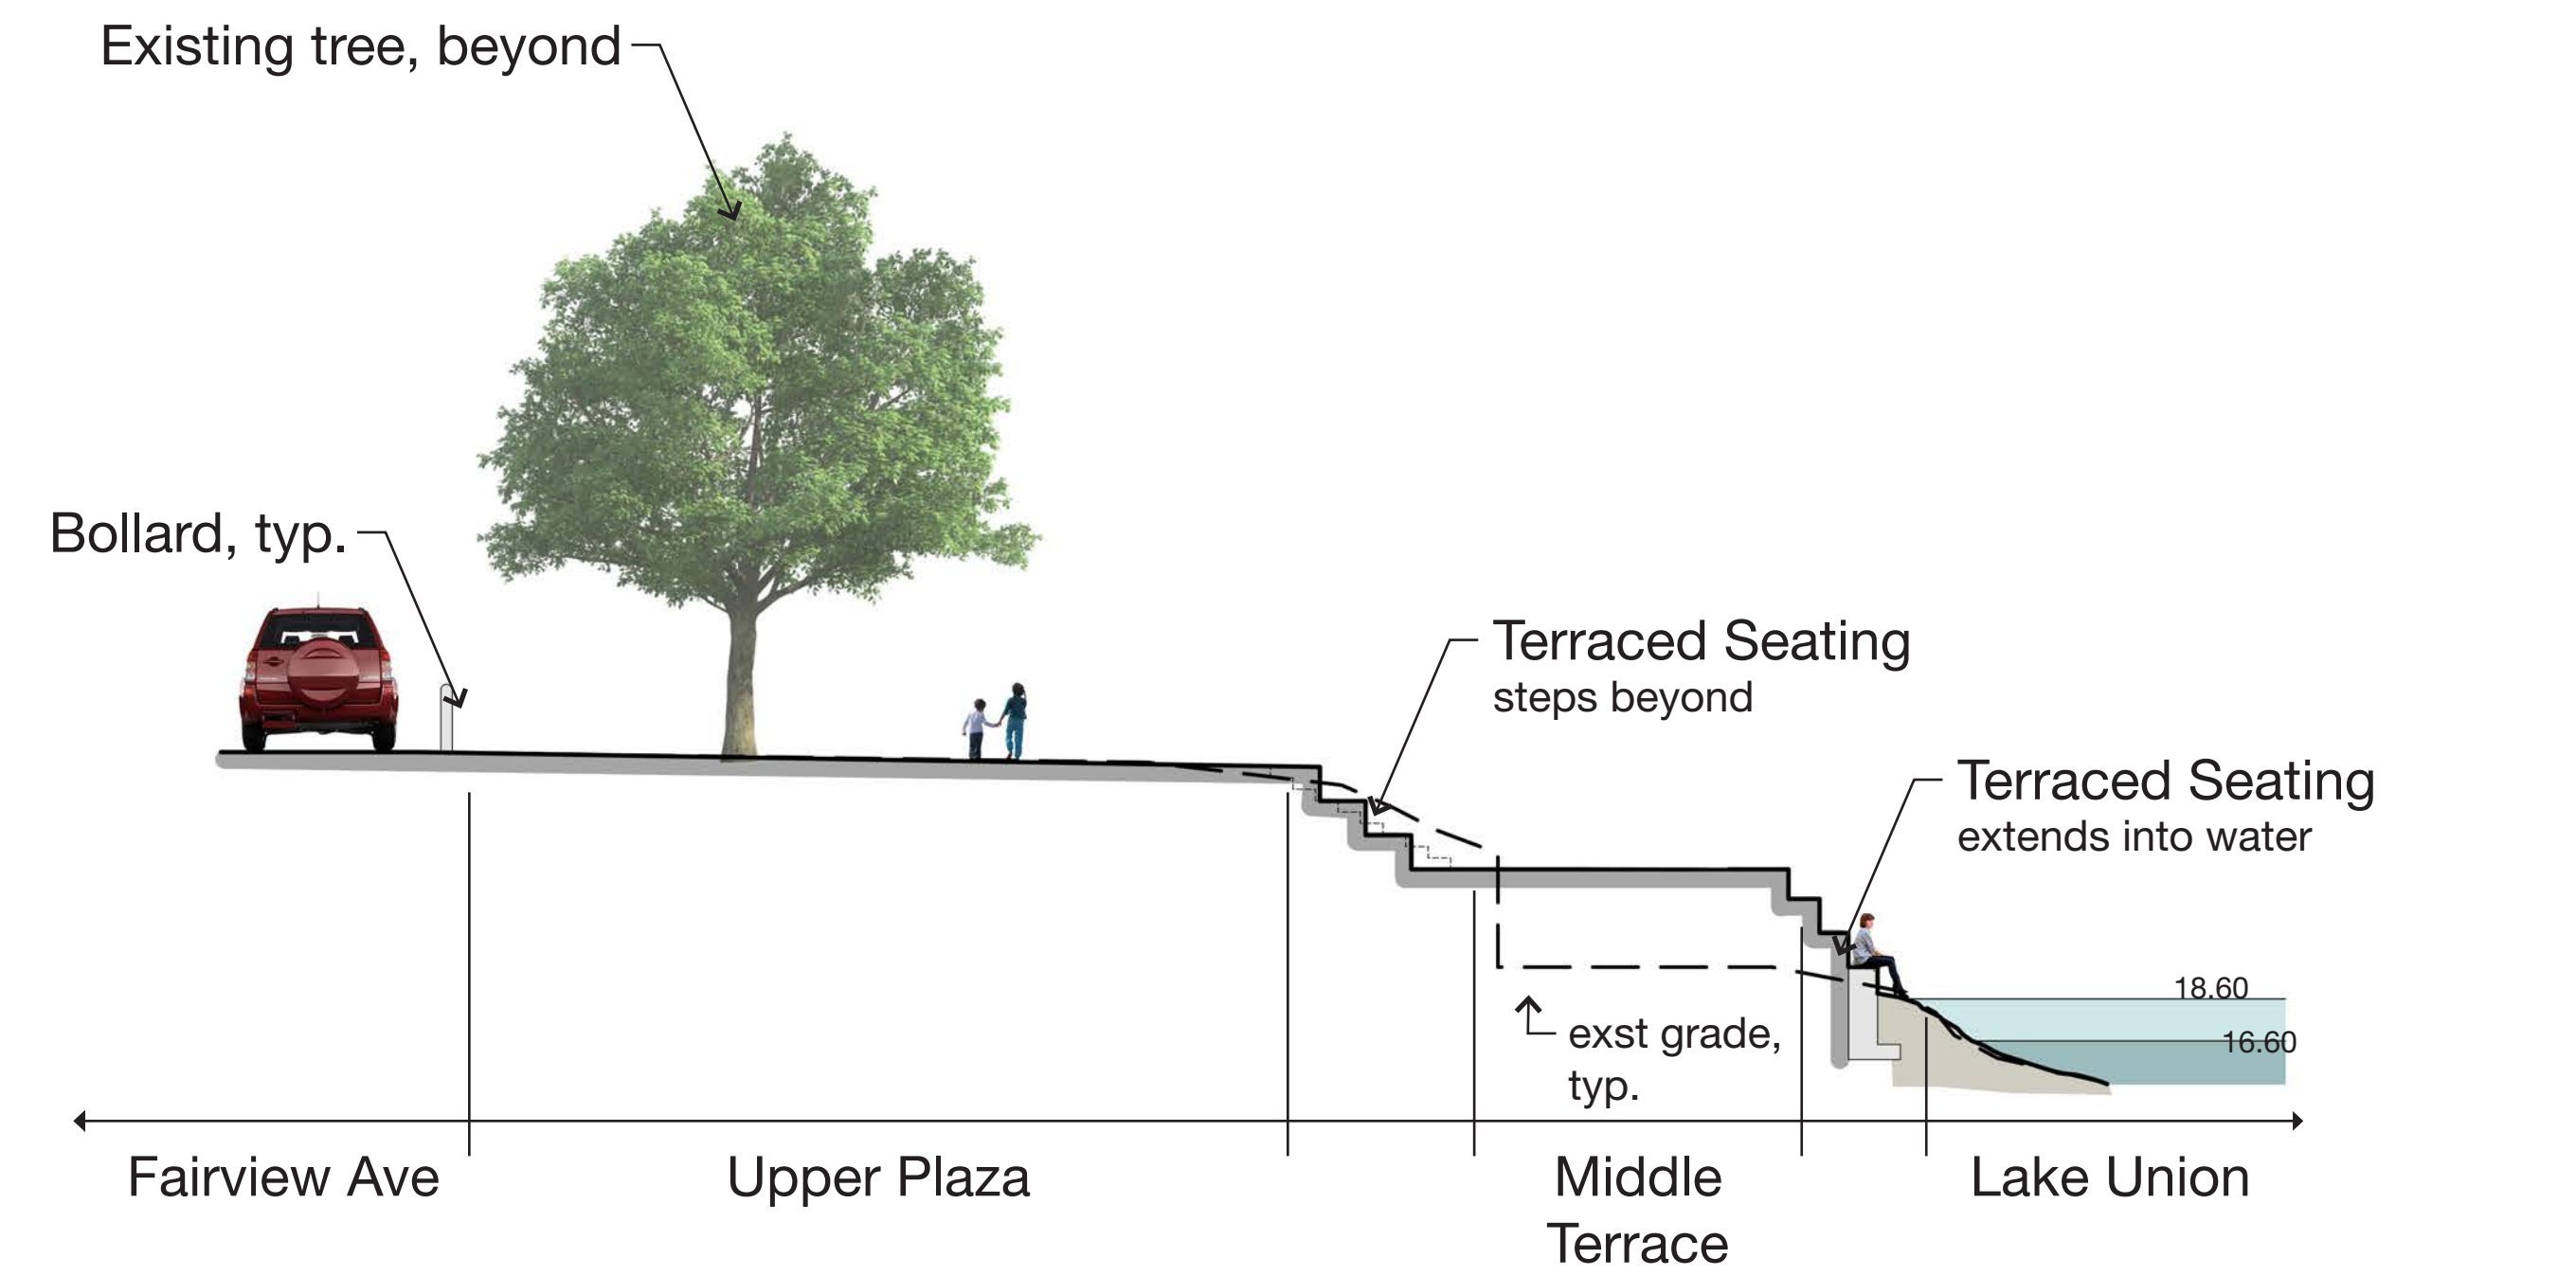 Existing tree, beyond
Bollard, typ.
Terraced Seating
steps beyond
Terraced Seating
extends into water
18.60
16.60
exst grade,
typ.
Fairview Ave
Upper Plaza
Middle
Terrace
Lake Union